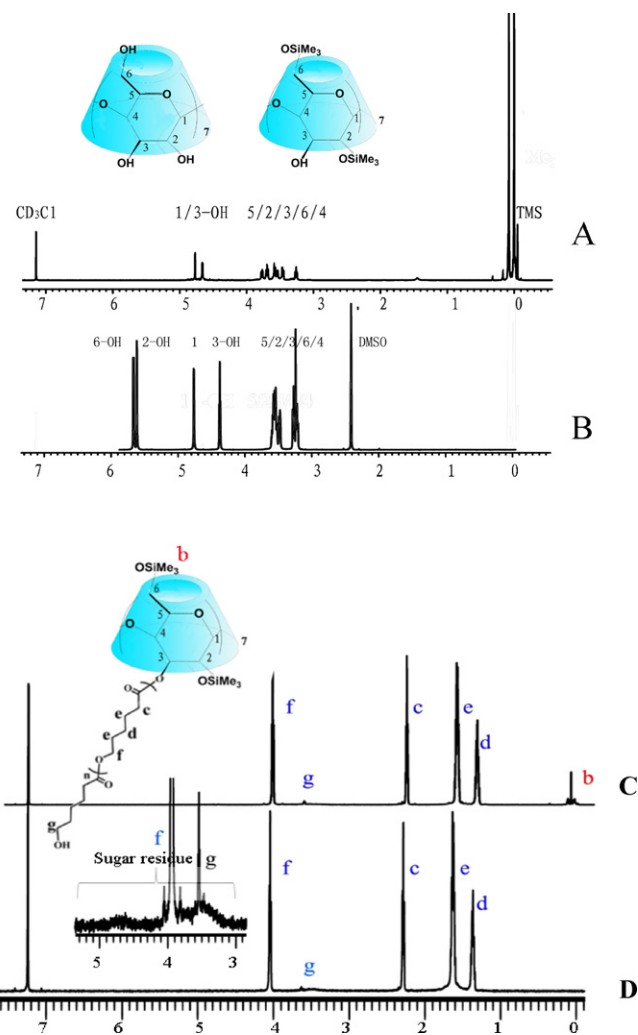 OH
6
5
O
O
4
1
3
2
7
OH
OH
OSiMe3
6
5
O
O
4
1
3
2
7
OH
OSiMe3
CD3Cl 1/3-OH 5/2/3/6/4 TMS
A
7 6 5 4 3 2 1 0
6-OH 2-OH 1 3-OH 5/2/3/6/4 DMSO
B
7 6 5 4 3 2 1 0
b
OSiMe3
6
5
O
O
4
1
3
2
7
OSiMe3
O
O
e
c
e
d
O
f
n
O
g
OH
f
g
c
e
d
b
C
f
Sugar residue g
5 4 3
f
g
c
e
d
D
7 6 5 4 3 2 1 0